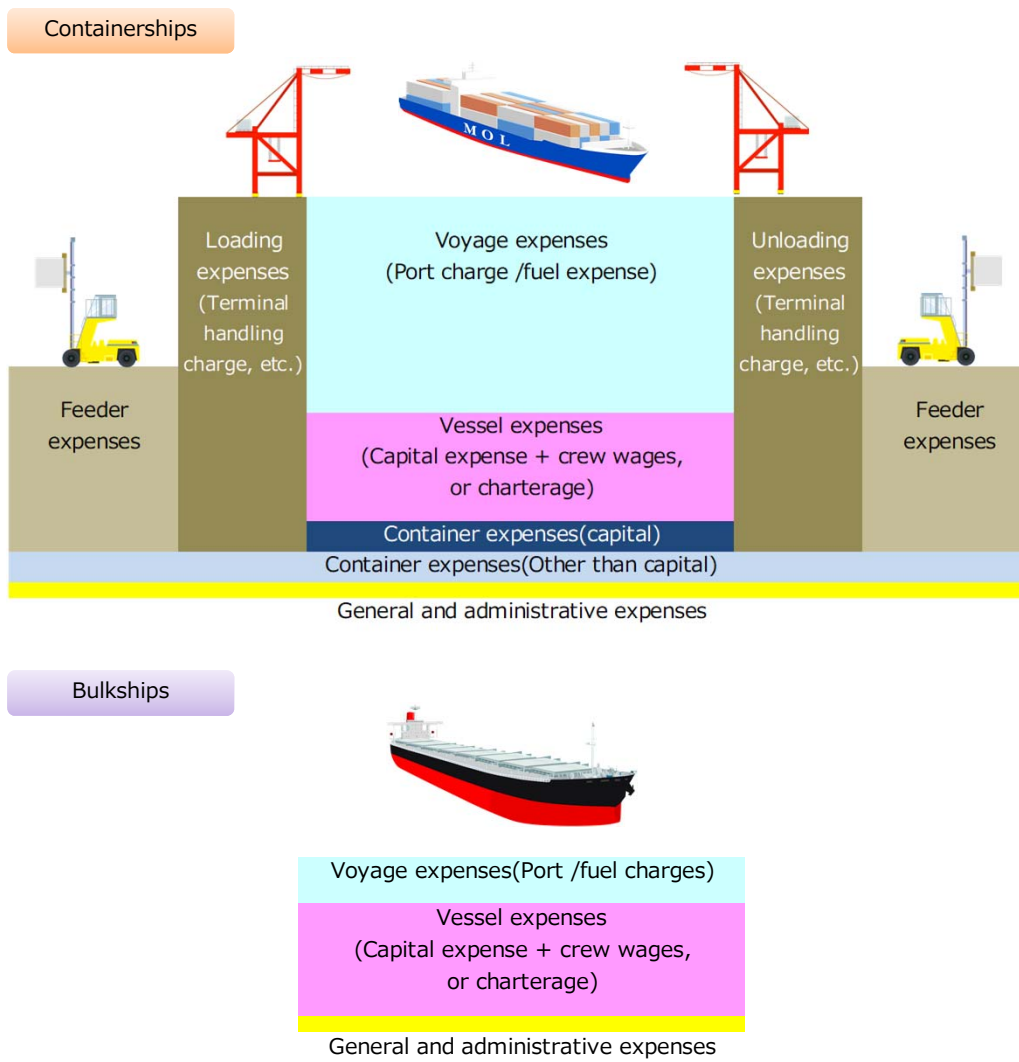 Containerships
MOL
Loading
expenses
(Terminal
handling
charge, etc.)
Voyage expenses
(Port charge /fuel expense)
Unloading
expenses
(Terminal
handling
charge, etc.)
Feeder
expenses
Vessel expenses
(Capital expense + crew wages,
or charterage)
Feeder
expenses
Container expenses(capital)
Container expenses(Other than capital)
General and administrative expenses
Bulkships
Voyage expenses(Port /fuel charges)
Vessel expenses
(Capital expense + crew wages,
or charterage)
General and administrative expenses